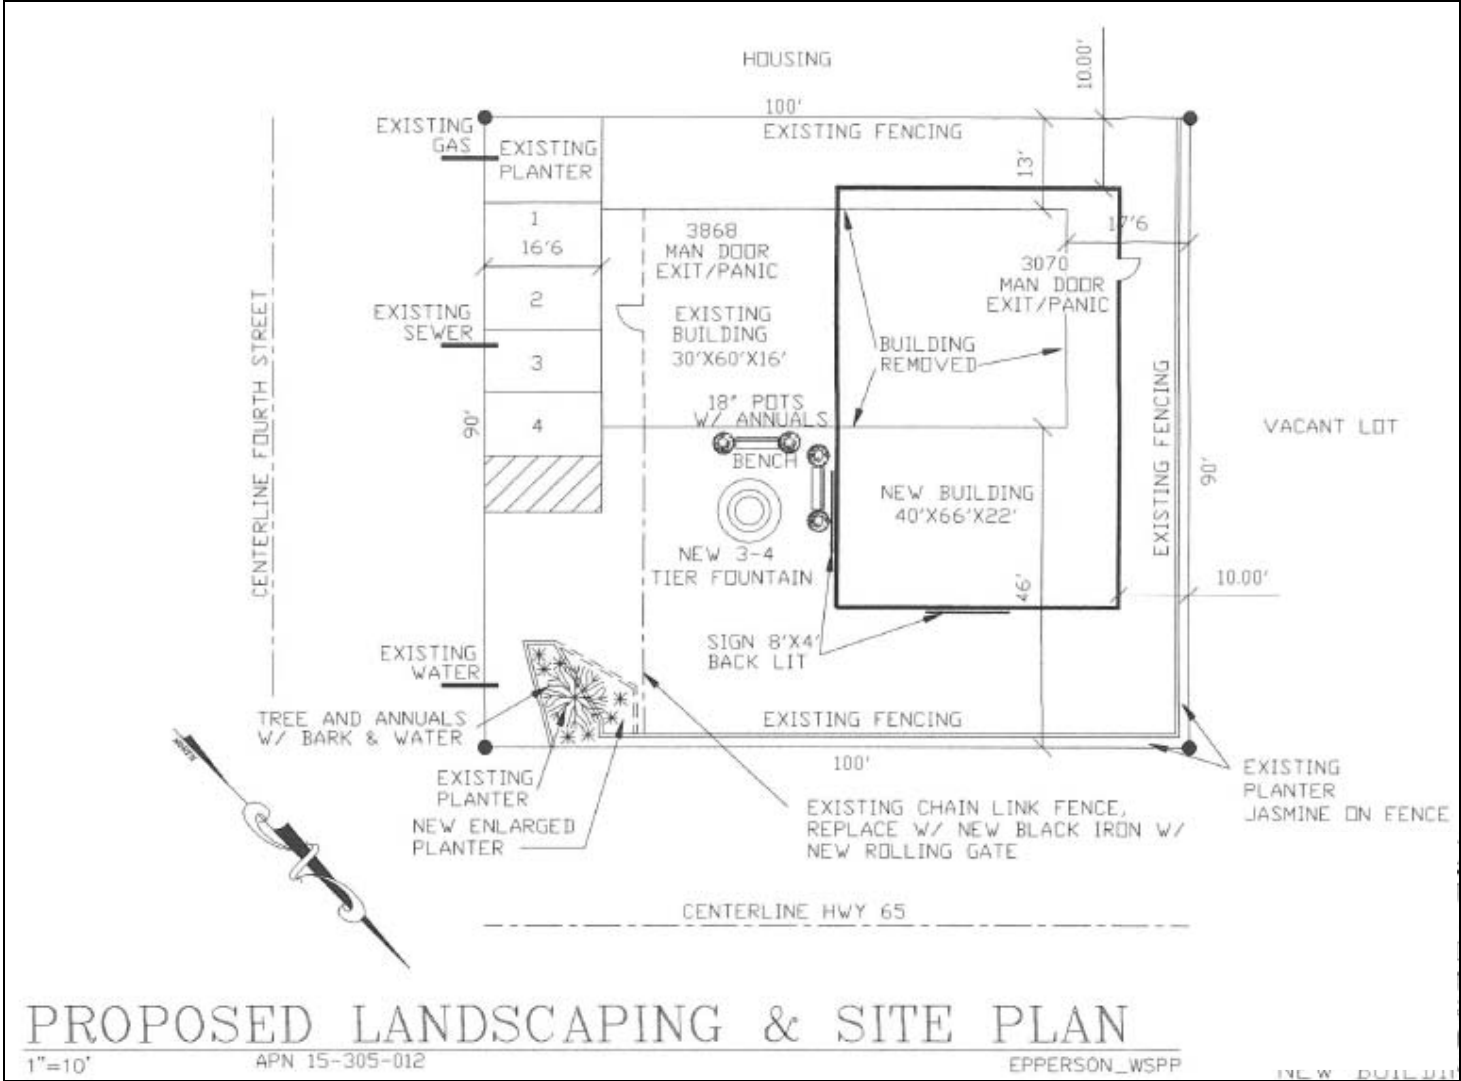 HOUSING
10.00'
100'
EXISTING FENCING
EXISTING
GAS
EXISTING
PLANTER
13'
1
16'6
3868
MAN DOOR
EXIT/PANIC
17'6
3070
MAN DOOR
EXIT/PANIC
2
EXISTING
SEWER
EXISTING
BUILDING
30'X60'X16'
BUILDING
REMOVED
3
CENTERLINE FOURTH STREET
90'
4
18" POTS
W/ ANNUALS
BENCH
EXISTING FENCING
VACANT LOT
90'
NEW BUILDING
40'X66'X22'
NEW 3-4
TIER FOUNTAIN
46'
10.00'
SIGN 8'X4'
BACK LIT
EXISTING
WATER
TREE AND ANNUALS
W/ BARK & WATER
EXISTING FENCING
100'
EXISTING
PLANTER
NEW ENLARGED
PLANTER
EXISTING CHAIN LINK FENCE,
REPLACE W/ NEW BLACK IRON W/
NEW ROLLING GATE
EXISTING
PLANTER
JASMINE ON FENCE
CENTERLINE HWY 65
PROPOSED LANDSCAPING & SITE PLAN
1"=10'
APN 15-305-012
EPPERSON_WSPP
NEW